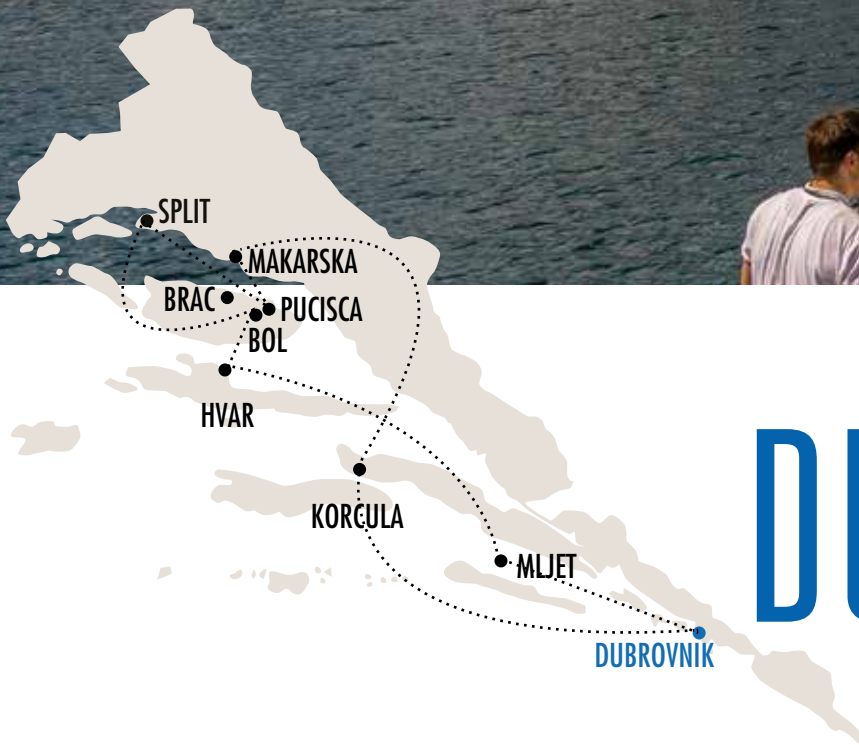 SPLIT
MAKARSKA
BRAC
PUCISCA
BOL
HVAR
KORCULA
MLJET
DUBROVNIK